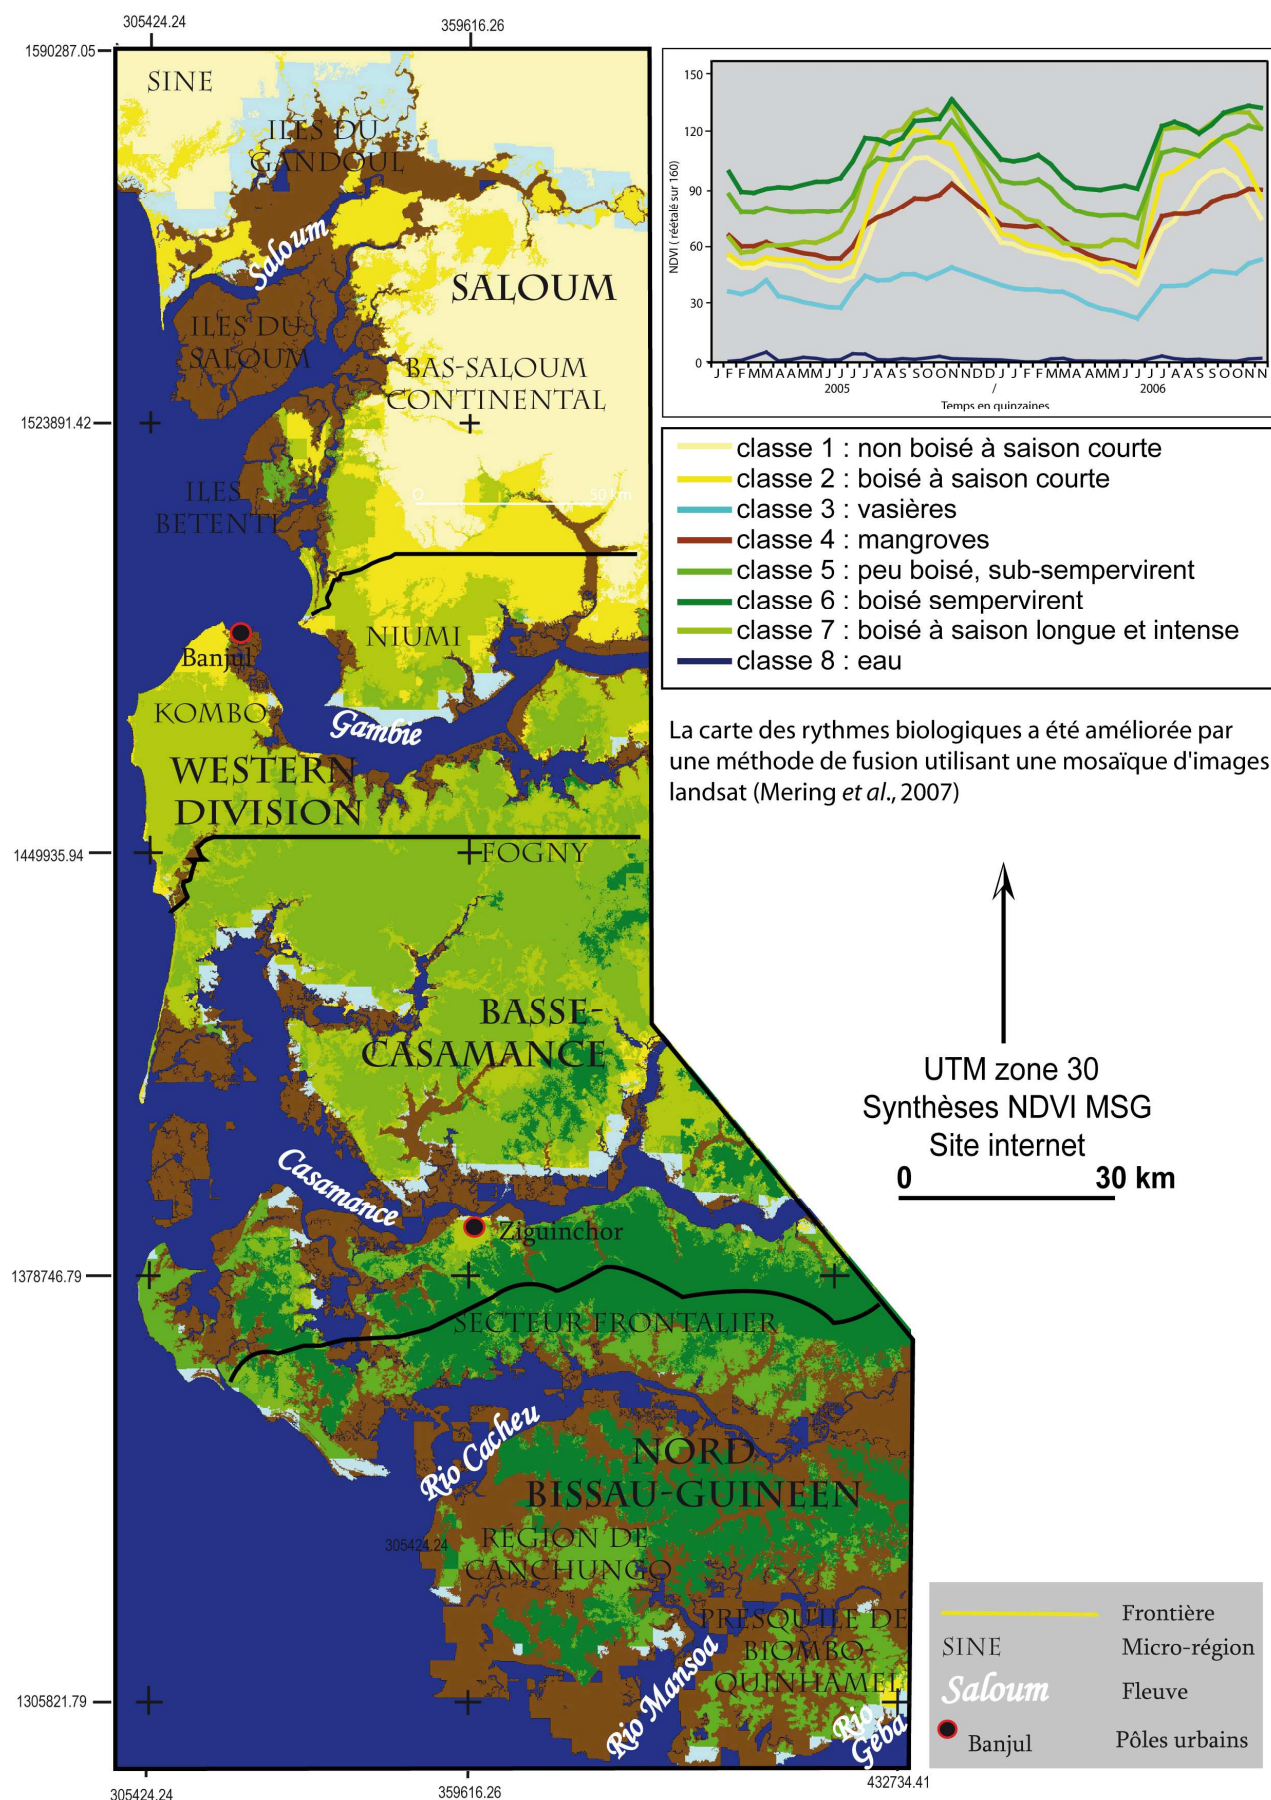 305424.24
359616.26
1590287.05
SINE
ILES DU
GANDOUL
Saloum
SALOUM
ILES DU
SALOUM
BAS-SALOUM
CONTINENTAL
1523891.42
ILES
BETENTI
0 50 km
NIUMI
Banjul
KOMBO
Gambie
WESTERN
DIVISION
1449935.94
FOGNY
BASSE-
CASAMANCE
Casamance
Ziguinchor
1378746.79
SECTEUR FRONTALIER
Rio Cacheu
NORD
BISSAU-GUINEEN
305424.24
RÉGION DE
CANCHUNGO
PRESQU'ILE DE
BIOMBO-
QUINHAMEL
Rio Mansoa
Rio
Geba
1305821.79
305424.24
359616.26
432734.41
NDVI ( réétalé sur 160)
150
120
90
60
30
0
J F F M M A A M M J J J A A S S O O N N D D J J F F M M A A M M J J J A A S S O O N N
2005 / 2006
Temps en quinzaines
classe 1 : non boisé à saison courte
classe 2 : boisé à saison courte
classe 3 : vasières
classe 4 : mangroves
classe 5 : peu boisé, sub-sempervirent
classe 6 : boisé sempervirent
classe 7 : boisé à saison longue et intense
classe 8 : eau
La carte des rythmes biologiques a été améliorée par
une méthode de fusion utilisant une mosaïque d'images
landsat (Mering et al., 2007)
UTM zone 30
Synthèses NDVI MSG
Site internet
0 30 km
Frontière
SINE Micro-région
Saloum Fleuve
Banjul Pôles urbains